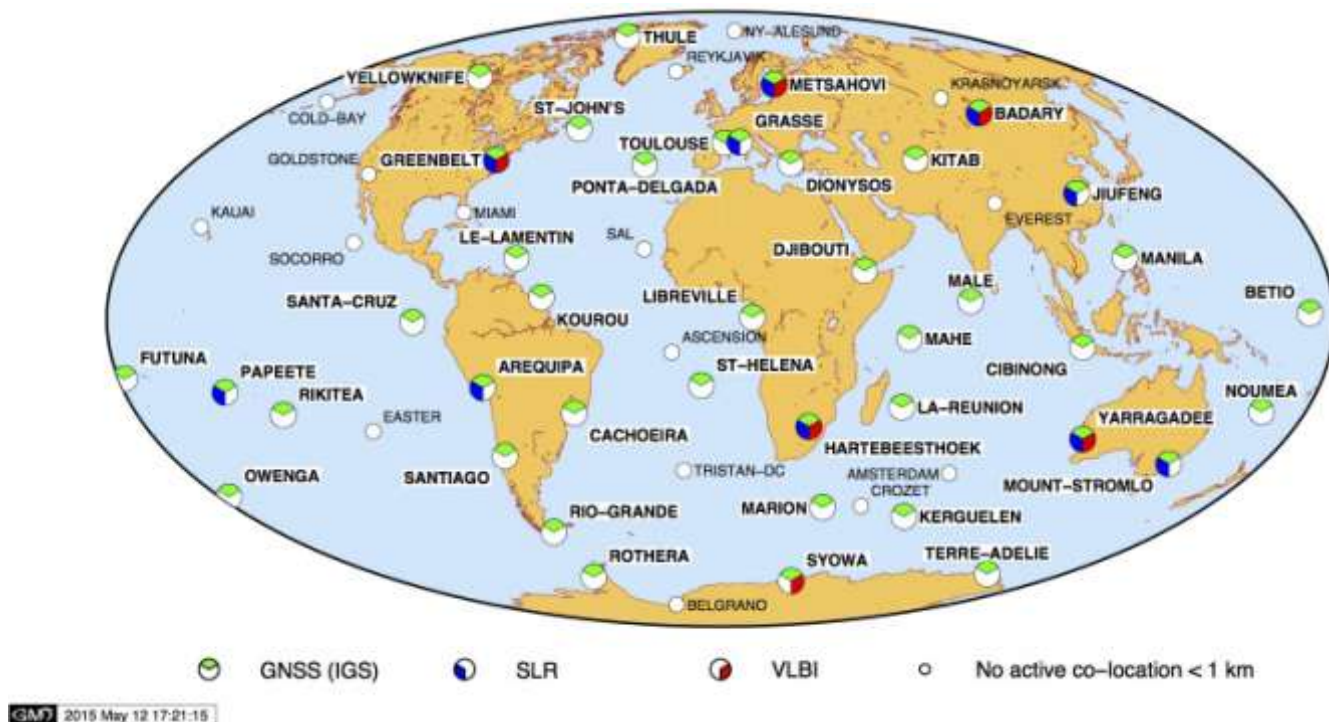 THULE
NY-ALESUND
REYKJAVIK
YELLOWKNIFE
METSAHOVI
KRASNOYARSK
COLD-BAY
ST-JOHN'S
BADARY
GRASSE
TOULOUSE
GOLDSTONE
GREENBELT
KITAB
PONTA-DELGADA
DIONYSOS
JIUFENG
KAUAI
MIAMI
EVEREST
LE-LAMENTIN
SAL
SOCORRO
DJIBOUTI
MANILA
MALE
SANTA-CRUZ
LIBREVILLE
BETIO
KOUROU
ASCENSION
MAHE
FUTUNA
PAPEETE
AREQUIPA
ST-HELENA
CIBINONG
RIKITEA
NOUMEA
EASTER
LA-REUNION
YARRAGADEE
CACHOEIRA
HARTEBEESTHOEK
SANTIAGO
TRISTAN-DC
AMSTERDAM
CROZET
MOUNT-STROMLO
OWENGA
RIO-GRANDE
MARION
KERGUELEN
ROTHERA
SYOWA
TERRE-ADELIE
BELGRANO
GNSS (IGS)
SLR
VLBI
No active co-location < 1 km
GMT 2015 May 12 17:21:15